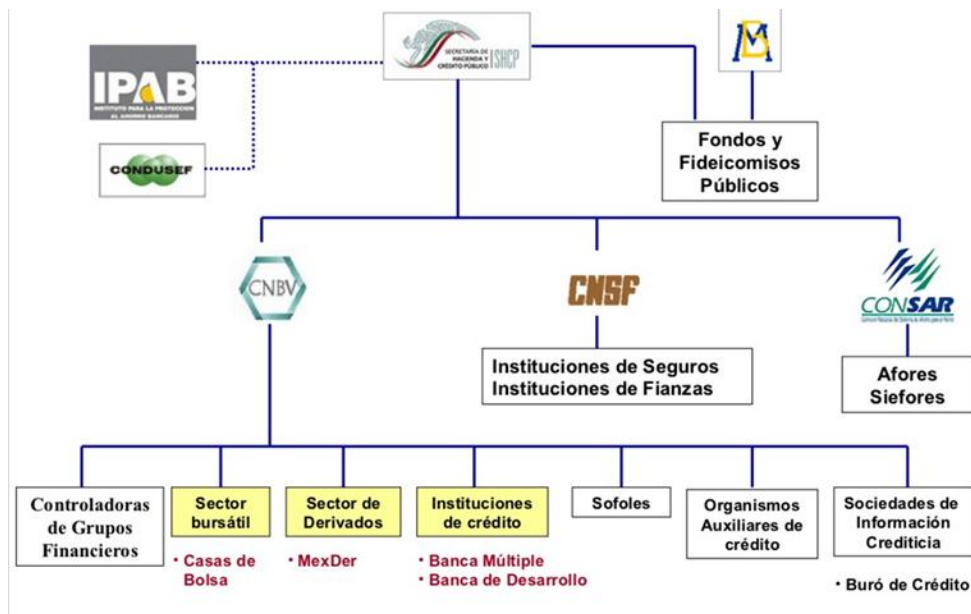 SECRETARÍA DE
HACIENDA Y
CRÉDITO PÚBLICO
SHCP
IPAB
INSTITUTO PARA LA PROTECCION
AL AHORRO BANCARIO
CONDUSEF
Fondos y
Fideicomisos
Públicos
CNBV
CNSF
CONSAR
Instituciones de Seguros
Instituciones de Fianzas
Afores
Siefores
Controladoras
de Grupos
Financieros
Sector
bursátil
• Casas de
Bolsa
Sector de
Derivados
• MexDer
Instituciones
de crédito
• Banca Múltiple
• Banca de Desarrollo
Sofoles
Organismos
Auxiliares de
crédito
Sociedades de
Información
Crediticia
• Buró de Crédito